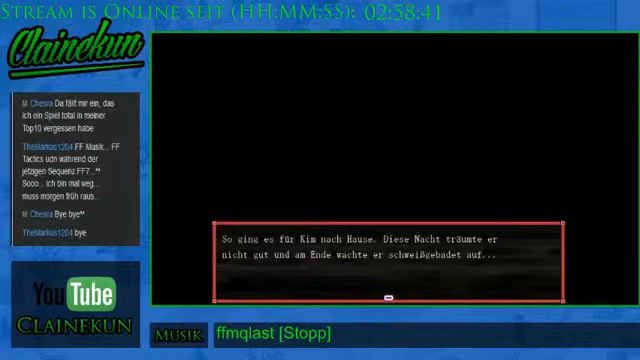 Stream is Online seit (HH:MM:SS): 02:58:41
Clainekun
M Chesra Da fällt mir ein, das
ich ein Spiel total in meiner
Top10 vergessen habe
TheMarkus1204 FF Musik... FF
Tactics udn während der
jetzigen Sequenz FF7...^^
Sooo... ich bin mal weg...
muss morgen früh raus...
M Chesra Bye bye^^
TheMarkus1204 bye
So ging es für Kim nach Hause. Diese Nacht träumte er
nicht gut und am Ende wachte er schweißgebadet auf...
YouTube
Clainekun
Musik
ffmqlast [Stopp]